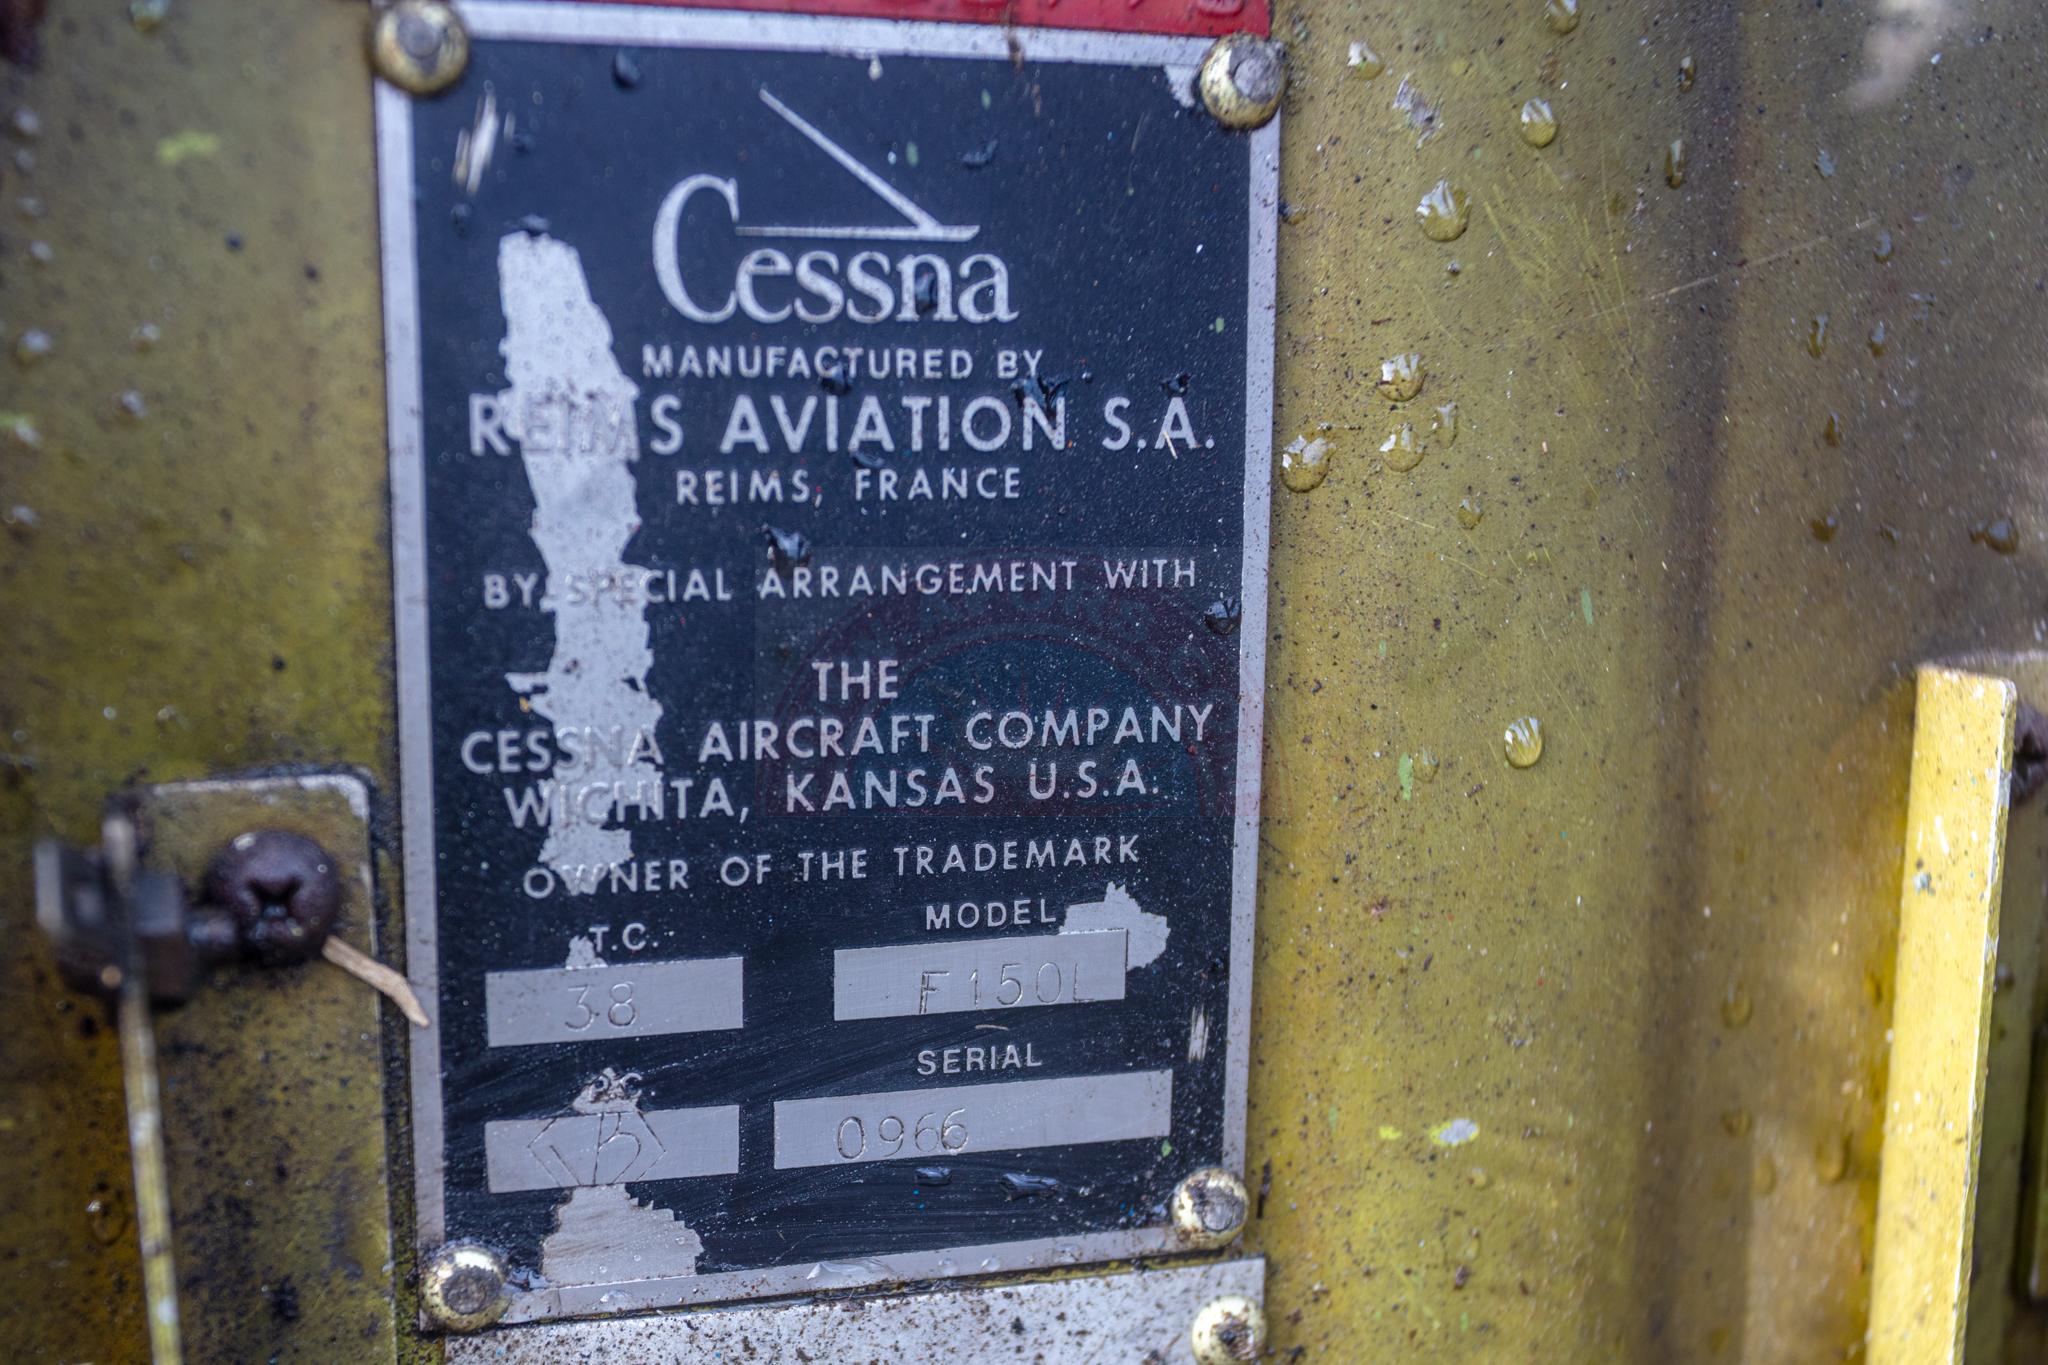 Cessna
MANUFACTURED BY
REIMS AVIATION S.A.
REIMS, FRANCE
BY SPECIAL ARRANGEMENT WITH
THE
CESSNA AIRCRAFT COMPANY
WICHITA, KANSAS U.S.A.
OWNER OF THE TRADEMARK
T.C. MODEL
38 F150L
SERIAL
B 0966